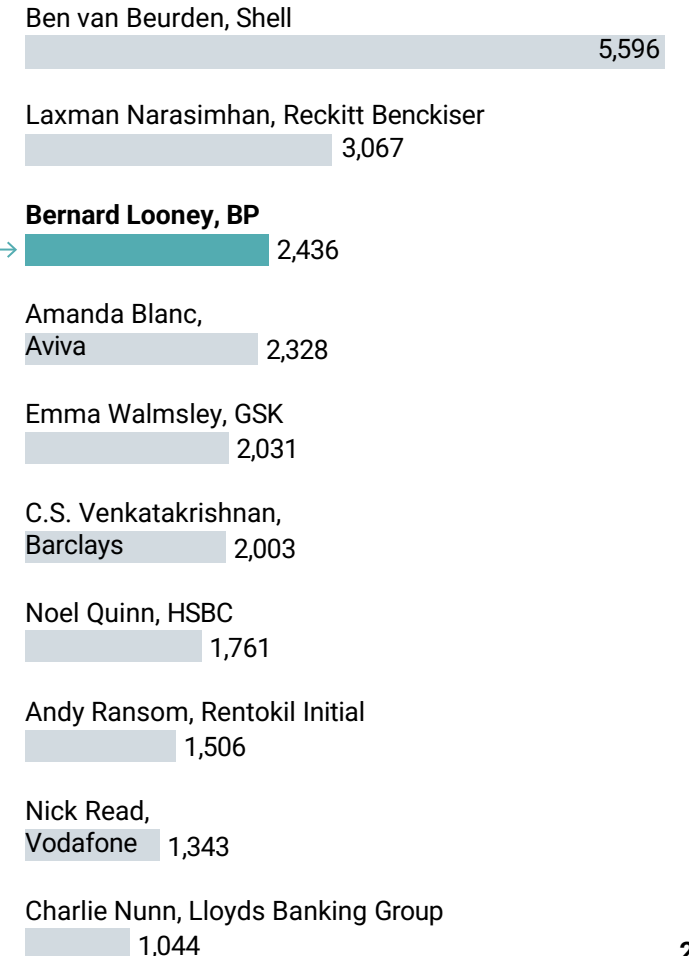 Ben van Beurden, Shell
5,596
Laxman Narasimhan, Reckitt Benckiser
3,067
Bernard Looney, BP
→ 2,436
Amanda Blanc,
Aviva 2,328
Emma Walmsley, GSK
2,031
C.S. Venkatakrishnan,
Barclays 2,003
Noel Quinn, HSBC
1,761
Andy Ransom, Rentokil Initial
1,506
Nick Read,
Vodafone 1,343
Charlie Nunn, Lloyds Banking Group
1,044